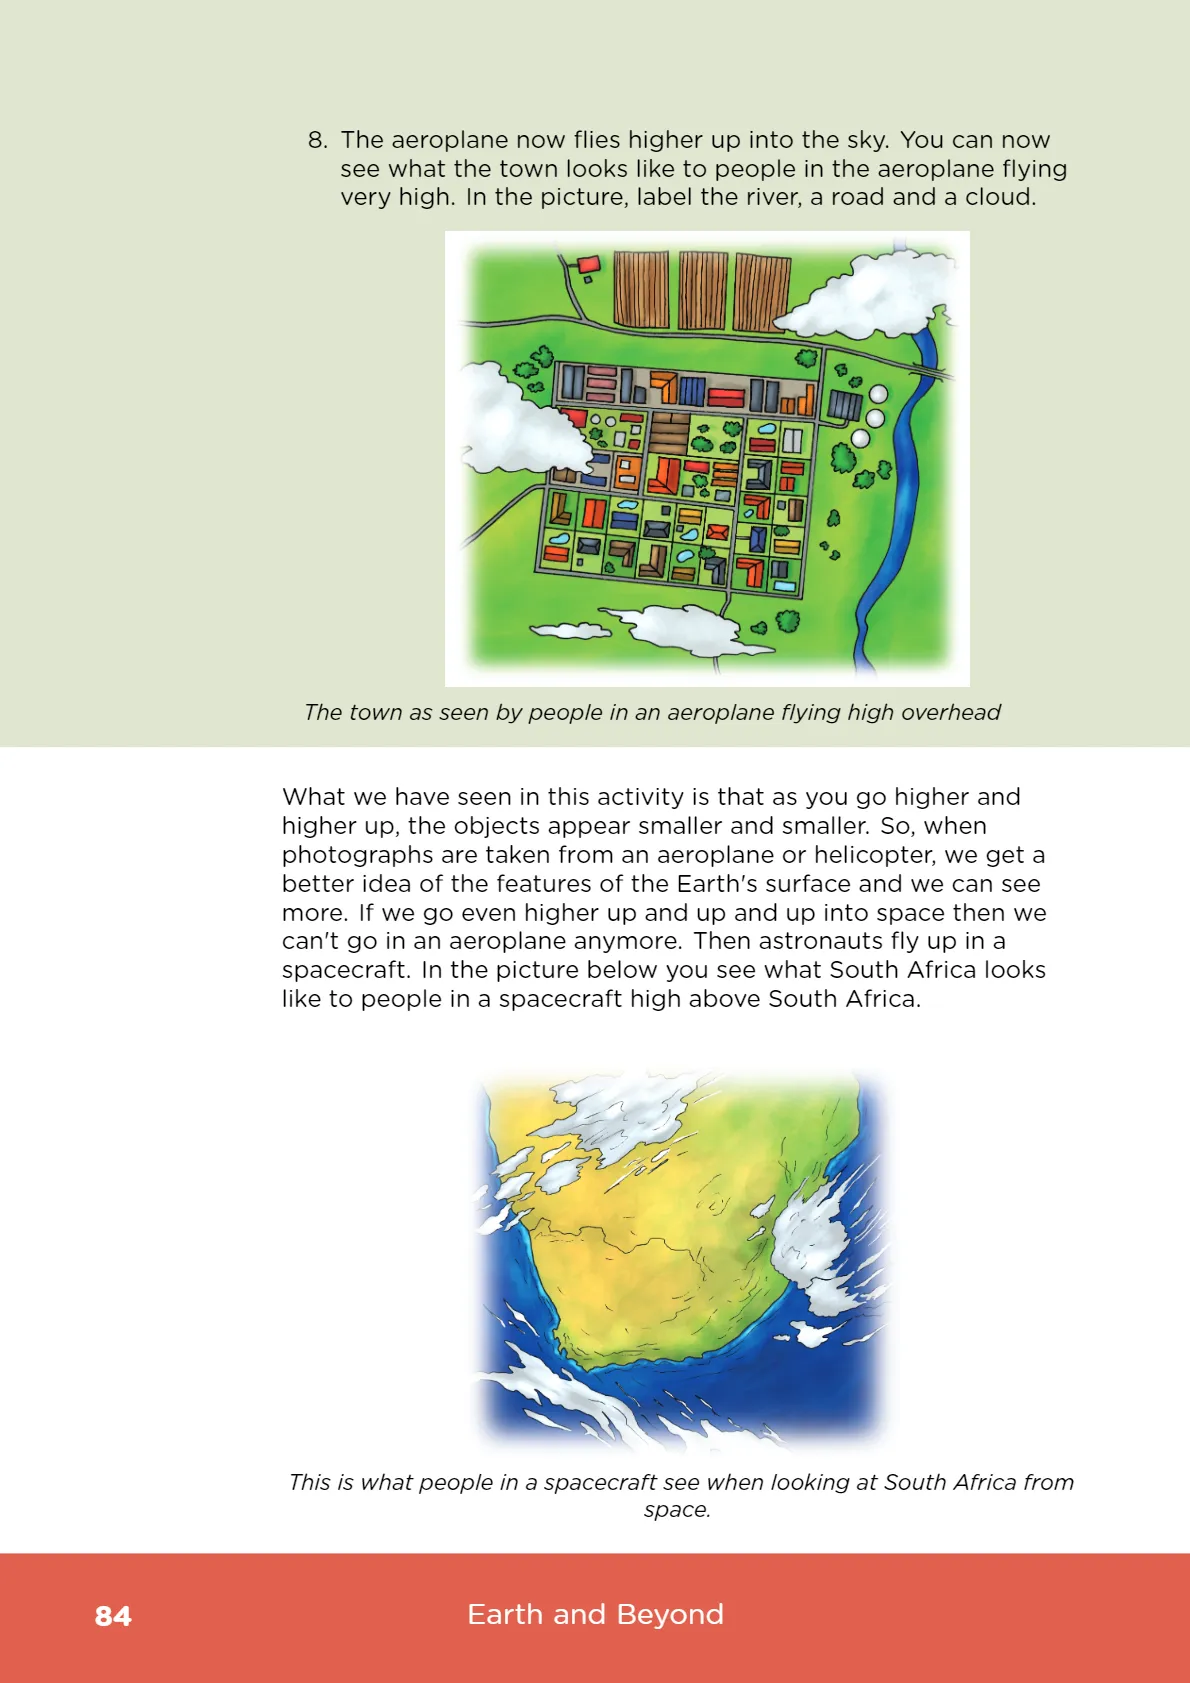 8. The aeroplane now flies higher up into the sky. You can now
see what the town looks like to people in the aeroplane flying
very high. In the picture, label the river, a road and a cloud.
The town as seen by people in an aeroplane flying high overhead
What we have seen in this activity is that as you go higher and
higher up, the objects appear smaller and smaller. So, when
photographs are taken from an aeroplane or helicopter, we get a
better idea of the features of the Earth's surface and we can see
more. If we go even higher up and up and up into space then we
can't go in an aeroplane anymore. Then astronauts fly up in a
spacecraft. In the picture below you see what South Africa looks
like to people in a spacecraft high above South Africa.
This is what people in a spacecraft see when looking at South Africa from
space.
84 Earth and Beyond